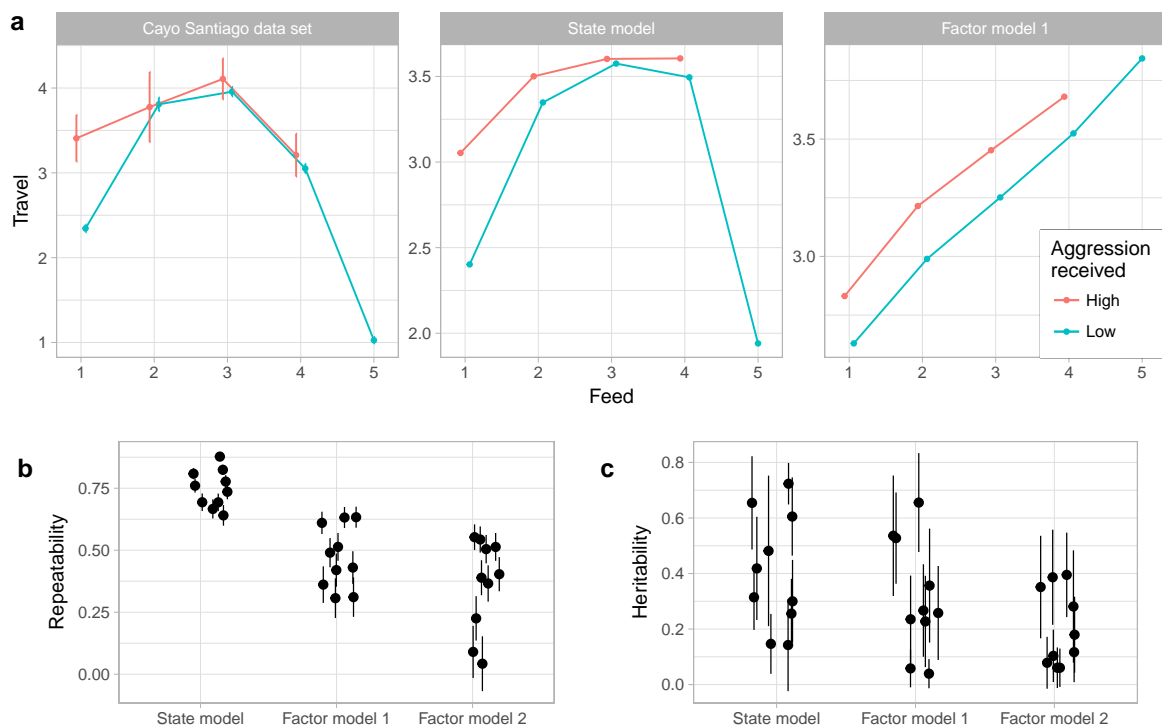 a
Cayo Santiago data set
State model
Factor model 1
Travel
4
3
2
1
3.5
3.0
2.5
2.0
3.5
3.0
Aggression
received
High
Low
1 2 3 4 5
1 2 3 4 5
1 2 3 4 5
Feed
b
Repeatability
0.75
0.50
0.25
0.00
State model Factor model 1 Factor model 2
c
Heritability
0.8
0.6
0.4
0.2
0.0
State model Factor model 1 Factor model 2